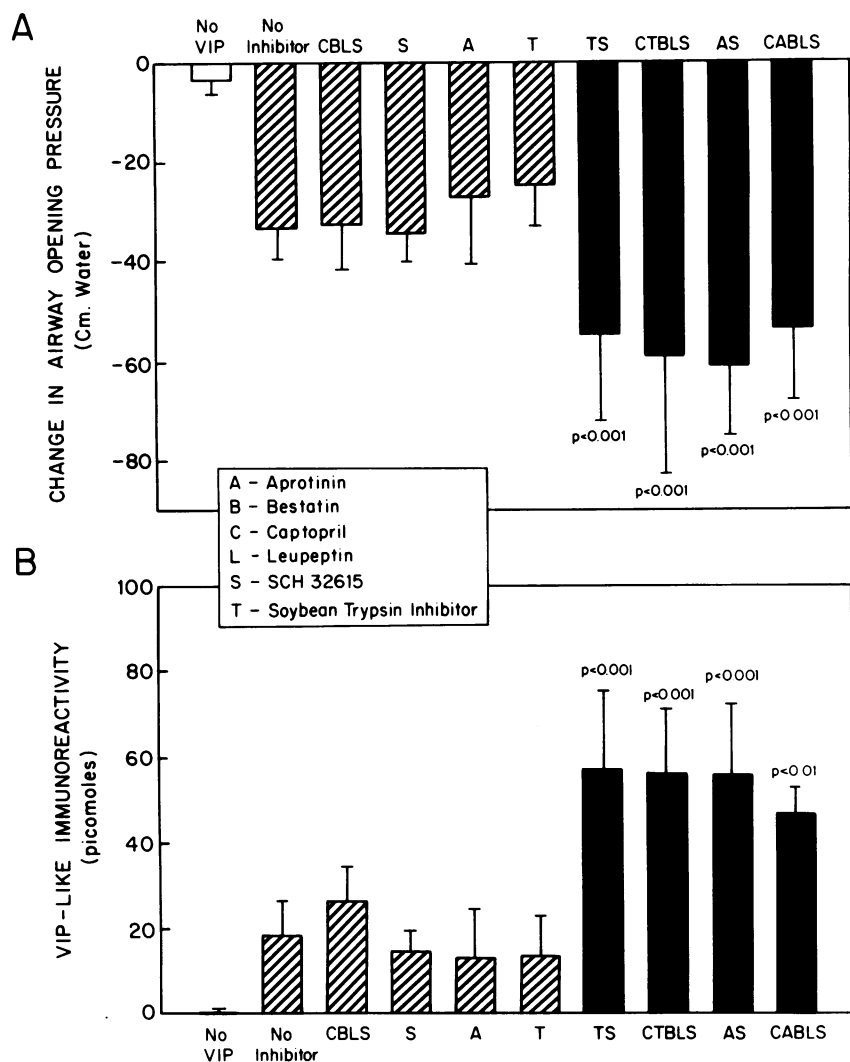 A
No VIP
No Inhibitor
CBLS
S
A
T
TS
CTBLS
AS
CABLS
CHANGE IN AIRWAY OPENING PRESSURE
(Cm. Water)
0
-20
-40
-60
-80
p<0.001
p<0.001
p<0.001
p<0 001
A - Aprotinin
B - Bestatin
C - Captopril
L - Leupeptin
S - SCH 32615
T - Soybean Trypsin Inhibitor
B
VIP-LIKE IMMUNOREACTIVITY
(picomoles)
100
80
60
40
20
0
p<0.001
p<0 001
p<0 001
p<0 01
No VIP
No Inhibitor
CBLS
S
A
T
TS
CTBLS
AS
CABLS